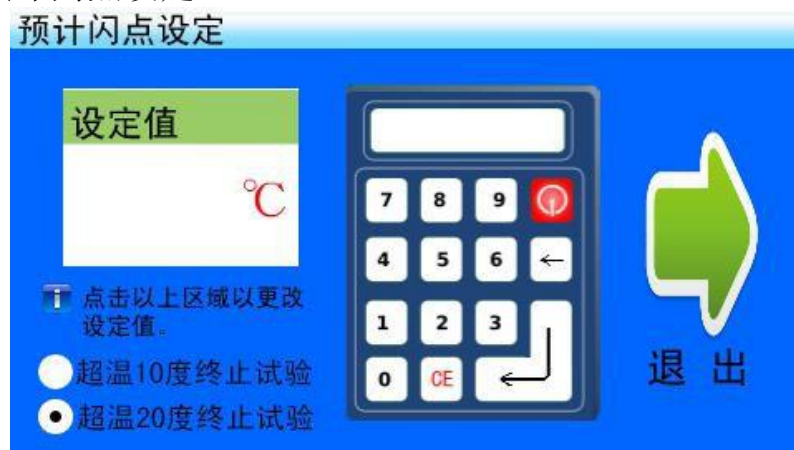 预计闪点设定
设定值
℃
点击以上区域以更改
设定值。
超温10度终止试验
超温20度终止试验
7 8 9
4 5 6 ←
1 2 3
0 CE
退 出